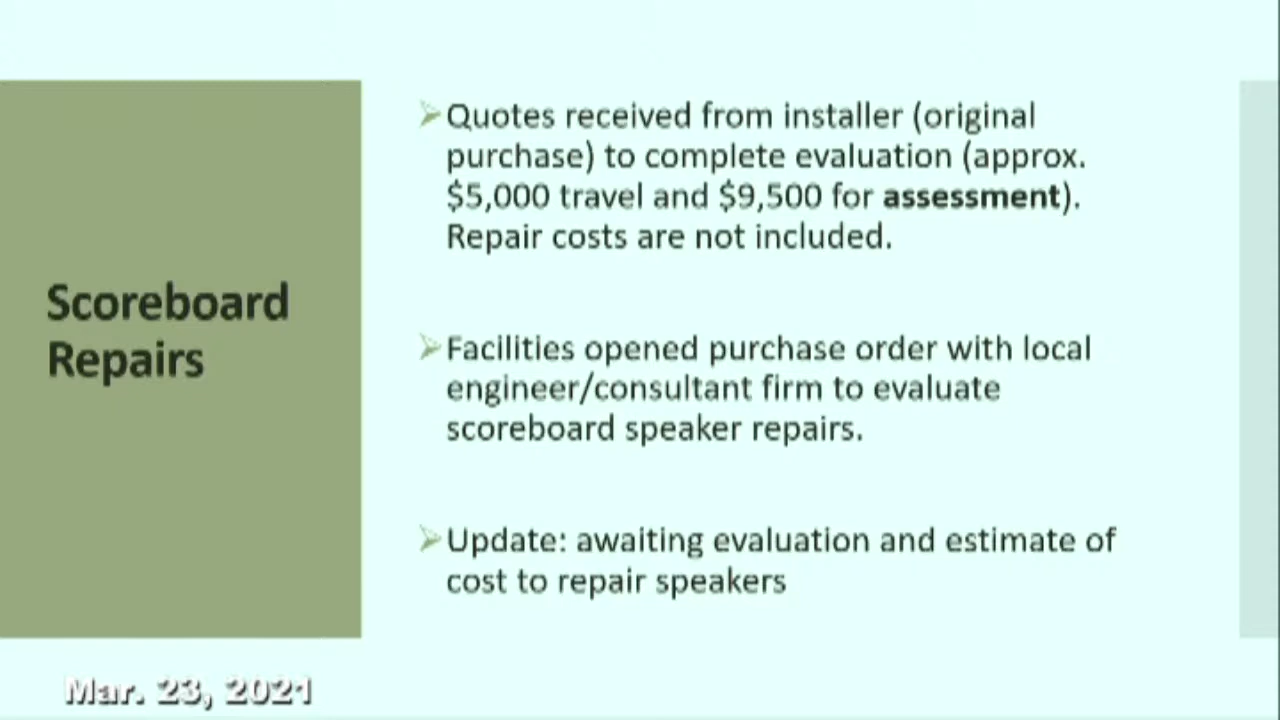 Scoreboard
Repairs
Quotes received from installer (original
purchase) to complete evaluation (approx.
$5,000 travel and $9,500 for assessment).
Repair costs are not included.
Facilities opened purchase order with local
engineer/consultant firm to evaluate
scoreboard speaker repairs.
Update: awaiting evaluation and estimate of
cost to repair speakers
Mar. 23, 2021